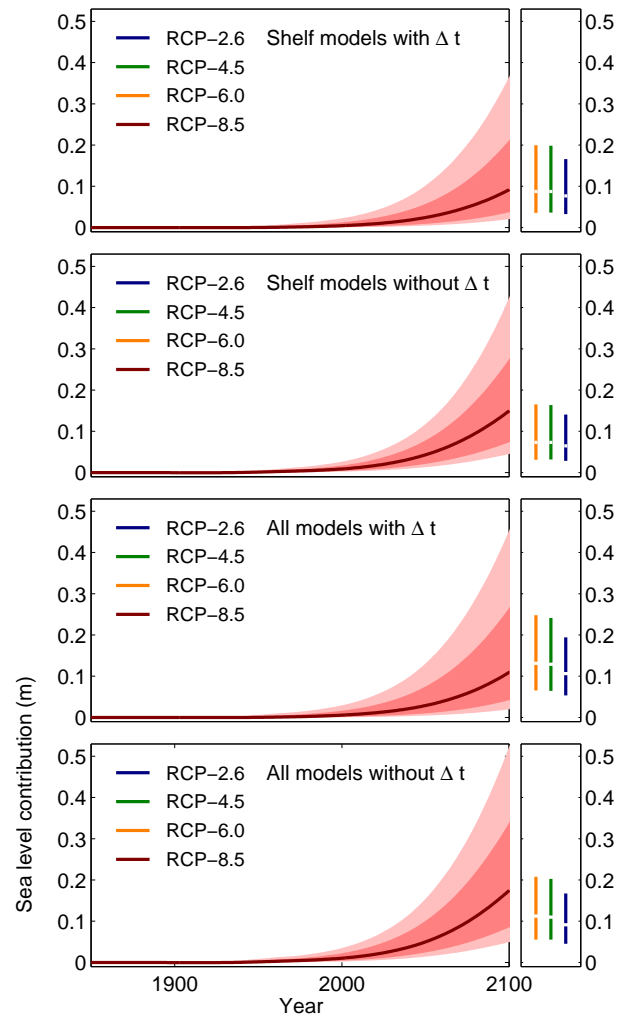 0.5 RCP−2.6 Shelf models with Δ t 0.5
0.4 RCP−4.5 0.4
0.3 RCP−6.0 0.3
RCP−8.5
0.2 0.2
0.1 0.1
0 0
0.5 RCP−2.6 Shelf models without Δ t 0.5
0.4 RCP−4.5 0.4
0.3 RCP−6.0 0.3
RCP−8.5
0.2 0.2
0.1 0.1
0 0
0.5 RCP−2.6 All models with Δ t 0.5
0.4 RCP−4.5 0.4
0.3 RCP−6.0 0.3
RCP−8.5
0.2 0.2
0.1 0.1
0 0
0.5 RCP−2.6 All models without Δ t 0.5
0.4 RCP−4.5 0.4
0.3 RCP−6.0 0.3
RCP−8.5
0.2 0.2
0.1 0.1
0 0
1900 2000 2100
Year
Sea level contribution (m)